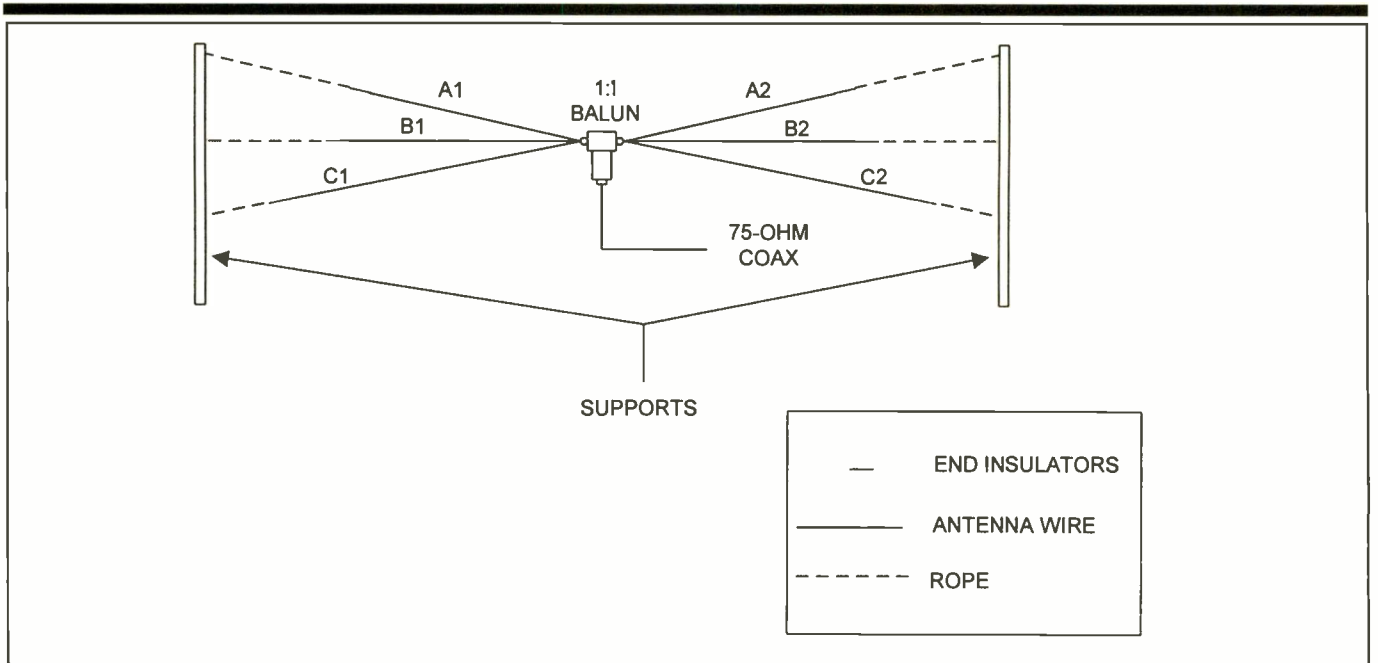 A1
1:1
BALUN
A2
B1
B2
C1
C2
75-OHM
COAX
SUPPORTS
END INSULATORS
ANTENNA WIRE
ROPE